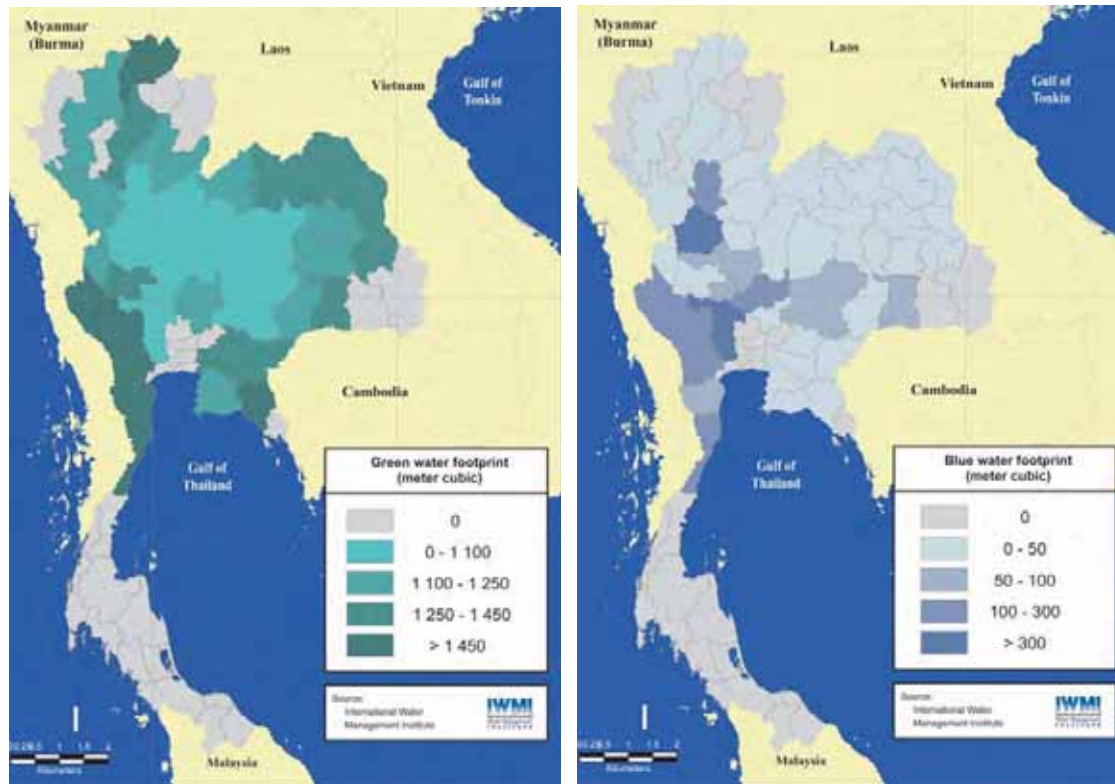 Myanmar
(Burma)
Laos
Vietnam
Gulf of
Tonkin
Cambodia
Gulf of
Thailand
Green water footprint
(meter cubic)
0
0 - 1 100
1 100 - 1 250
1 250 - 1 450
> 1 450
Source:
International Water
Management Institute
IWMI
Malaysia
Kilometers
Myanmar
(Burma)
Laos
Vietnam
Gulf of
Tonkin
Cambodia
Gulf of
Thailand
Blue water footprint
(meter cubic)
0
0 - 50
50 - 100
100 - 300
> 300
Source:
International Water
Management Institute
IWMI
Malaysia
Kilometers